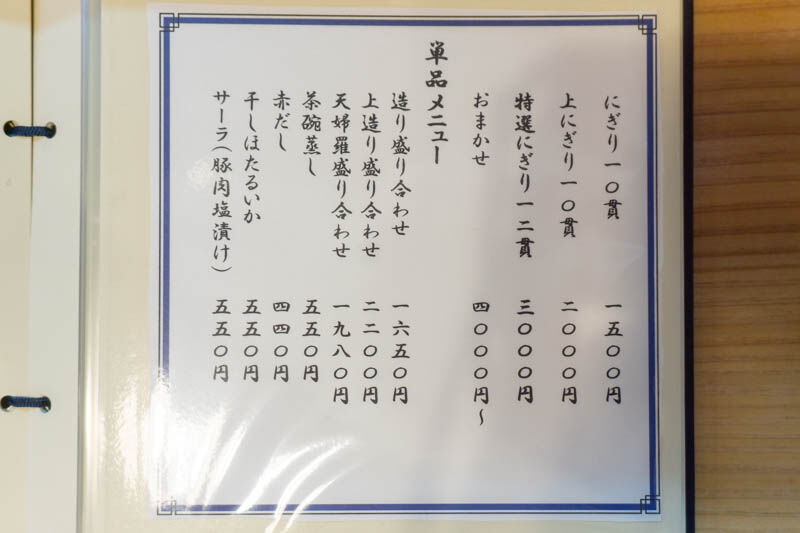 にぎり一〇貫 一五〇〇円
上にぎり一〇貫 二〇〇〇円
特選にぎり一二貫 三〇〇〇円
おまかせ 四〇〇〇円〜
単品メニュー
造り盛り合わせ 一六五〇円
上造り盛り合わせ 二二〇〇円
天婦羅盛り合わせ 一九八〇円
茶碗蒸し 五五〇円
赤だし 四四〇円
干しほたるいか 五五〇円
サーラ(豚肉塩漬け) 五五〇円